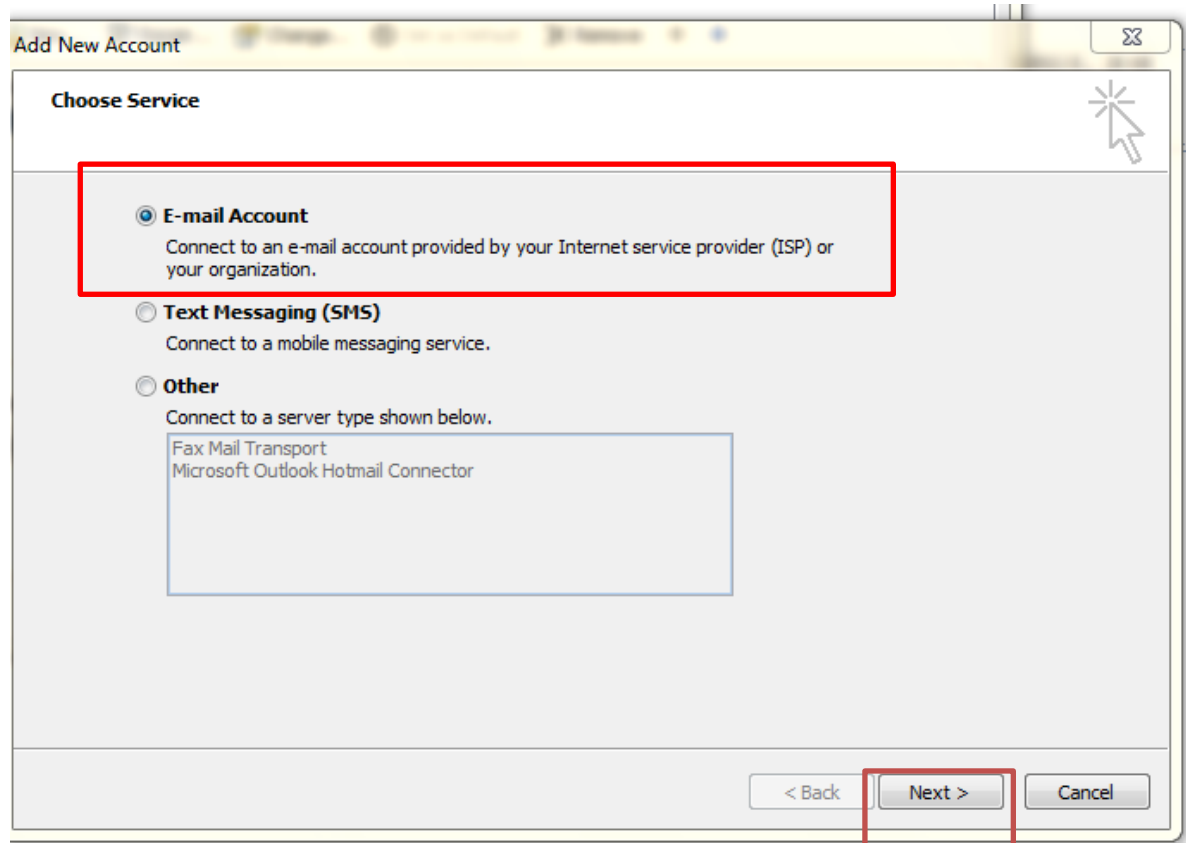 Add New Account
Choose Service
E-mail Account
Connect to an e-mail account provided by your Internet service provider (ISP) or
your organization.
Text Messaging (SMS)
Connect to a mobile messaging service.
Other
Connect to a server type shown below.
Fax Mail Transport
Microsoft Outlook Hotmail Connector
< Back
Next >
Cancel